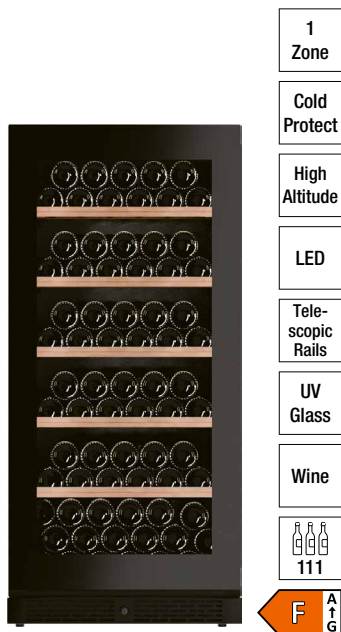 1
Zone
Cold
Protect
High
Altitude
LED
Tele-
scopic
Rails
UV
Glass
Wine
111
F
A
↑
G